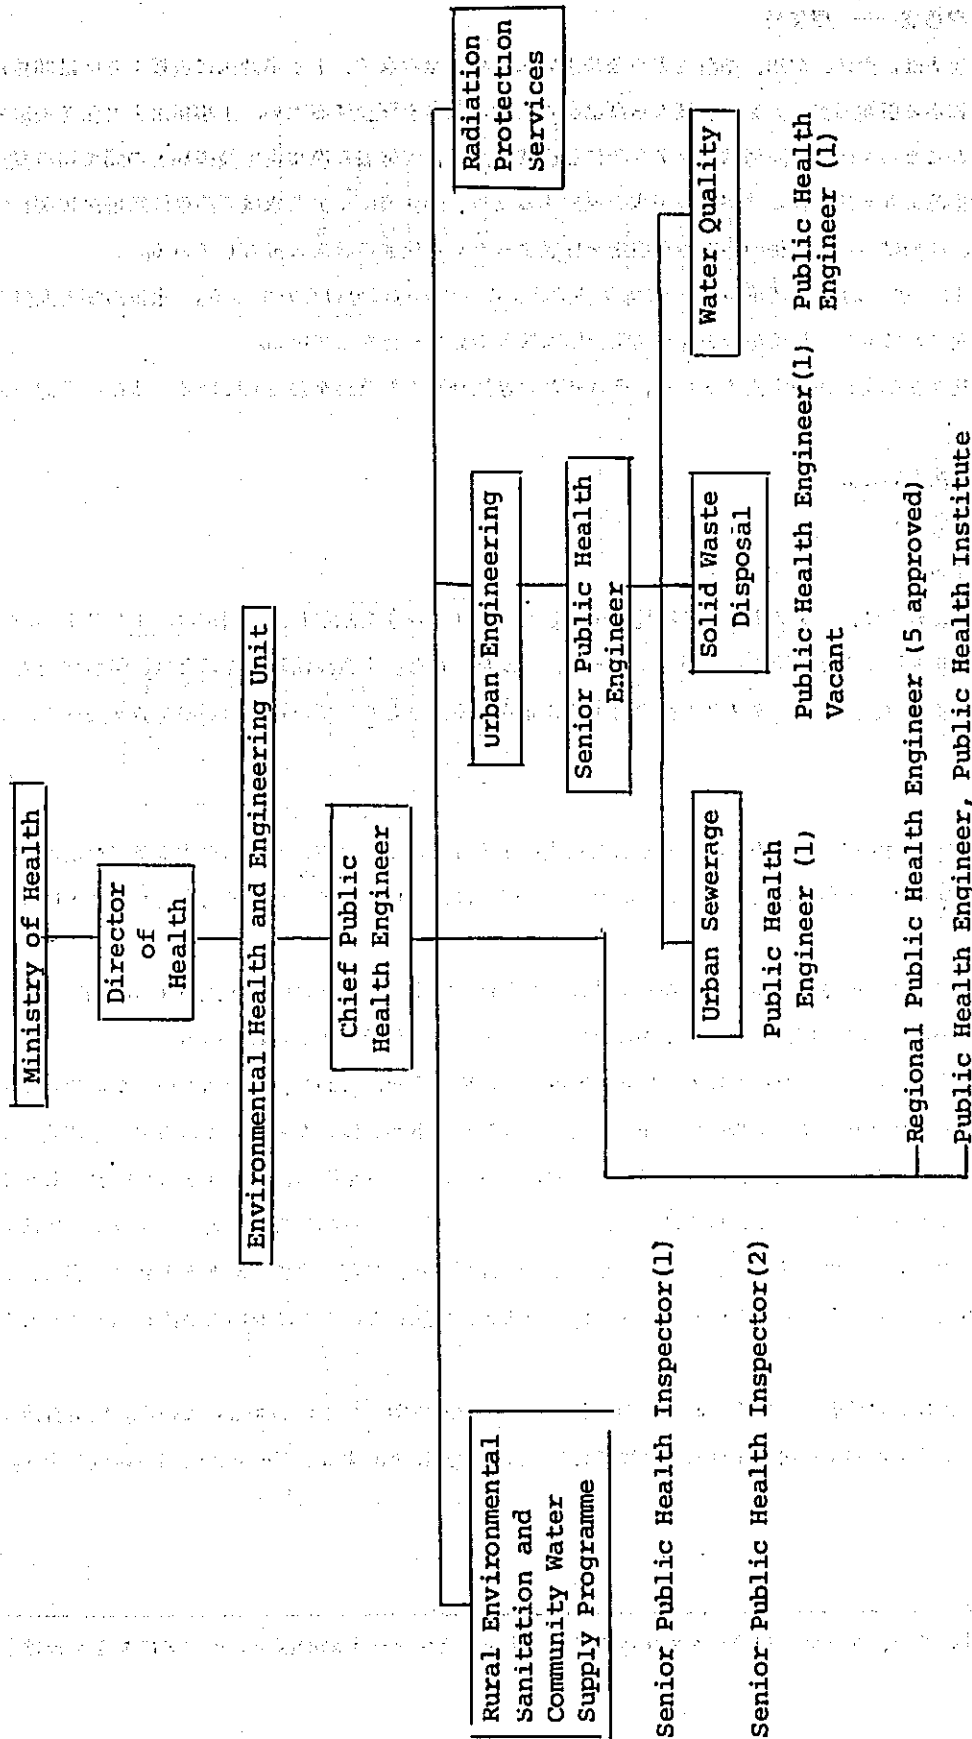 Ministry of Health
Director
of
Health
Environmental Health and Engineering Unit
Chief Public
Health Engineer
Rural Environmental
Sanitation and
Community Water
Supply Programme
Senior Public Health Inspector(1)
Senior Public Health Inspector(2)
Urban Engineering
Senior Public Health
Engineer
Radiation
Protection
Services
Urban Sewerage
Public Health
Engineer (1)
Solid Waste
Disposal
Public Health Engineer(1)
Vacant
Water Quality
Public Health
Engineer (1)
Regional Public Health Engineer (5 approved)
Public Health Engineer, Public Health Institute